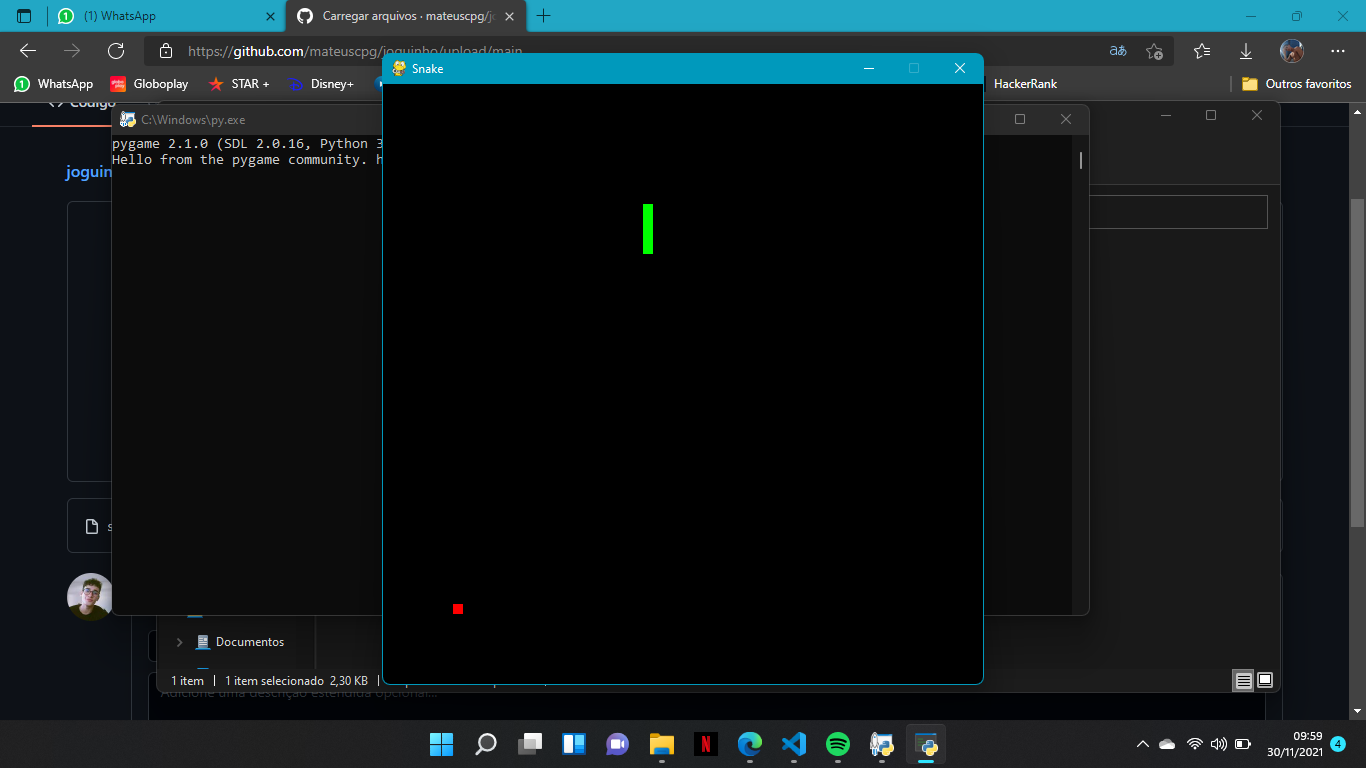 (1) WhatsApp
Carregar arquivos · mateuscpg/jo
https://github.com/mateuscpg/joguinho/upload/main
WhatsApp
Globoplay
STAR +
Disney+
HackerRank
Outros favoritos
Snake
Código
C:\Windows\py.exe
pygame 2.1.0 (SDL 2.0.16, Python 3
Hello from the pygame community. h
joguin
s
Documentos
1 item
1 item selecionado 2,30 KB
Adicione uma descrição estendida opcional...
09:59
30/11/2021
4